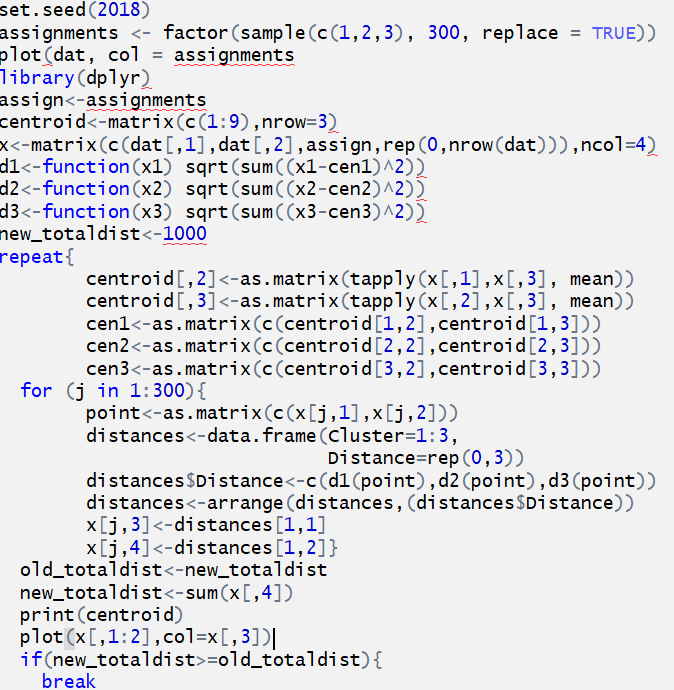 set.seed(2018)
assignments <- factor(sample(c(1,2,3), 300, replace = TRUE))
plot(dat, col = assignments
library(dplyr)
assign<-assignments
centroid<-matrix(c(1:9),nrow=3)
x<-matrix(c(dat[,1],dat[,2],assign,rep(0,nrow(dat))),ncol=4)
d1<-function(x1) sqrt(sum((x1-cen1)^2))
d2<-function(x2) sqrt(sum((x2-cen2)^2))
d3<-function(x3) sqrt(sum((x3-cen3)^2))
new_totaldist<-1000
repeat{
centroid[,2]<-as.matrix(tapply(x[,1],x[,3], mean))
centroid[,3]<-as.matrix(tapply(x[,2],x[,3], mean))
cen1<-as.matrix(c(centroid[1,2],centroid[1,3]))
cen2<-as.matrix(c(centroid[2,2],centroid[2,3]))
cen3<-as.matrix(c(centroid[3,2],centroid[3,3]))
for (j in 1:300){
point<-as.matrix(c(x[j,1],x[j,2]))
distances<-data.frame(Cluster=1:3,
Distance=rep(0,3))
distances$Distance<-c(d1(point),d2(point),d3(point))
distances<-arrange(distances,(distances$Distance))
x[j,3]<-distances[1,1]
x[j,4]<-distances[1,2]}
old_totaldist<-new_totaldist
new_totaldist<-sum(x[,4])
print(centroid)
plot(x[,1:2],col=x[,3])
if(new_totaldist>=old_totaldist){
break